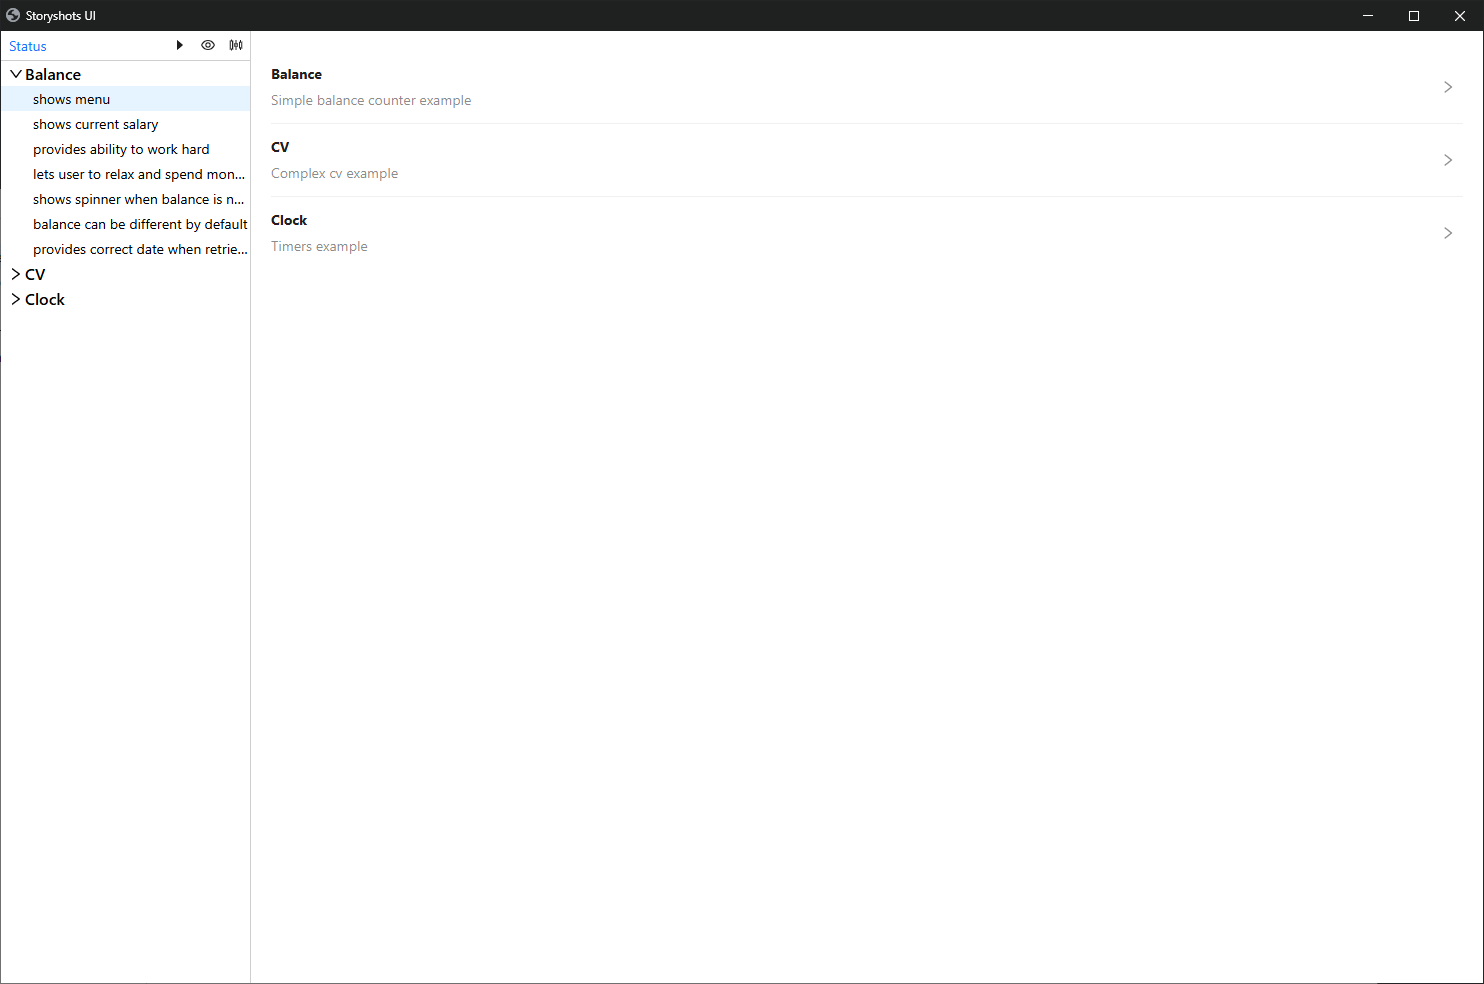 Storyshots UI
Status
Balance
shows menu
shows current salary
provides ability to work hard
lets user to relax and spend mon...
shows spinner when balance is n...
balance can be different by default
provides correct date when retrie...
CV
Clock
Balance
Simple balance counter example
CV
Complex cv example
Clock
Timers example